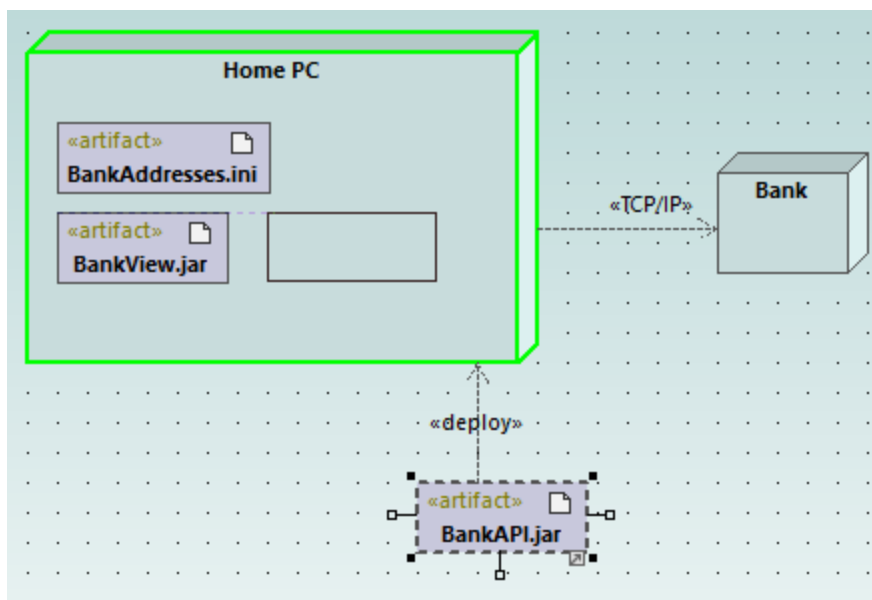 Home PC
«artifact»
BankAddresses.ini
«artifact»
BankView.jar
«TCP/IP»
Bank
«deploy»
«artifact»
BankAPI.jar